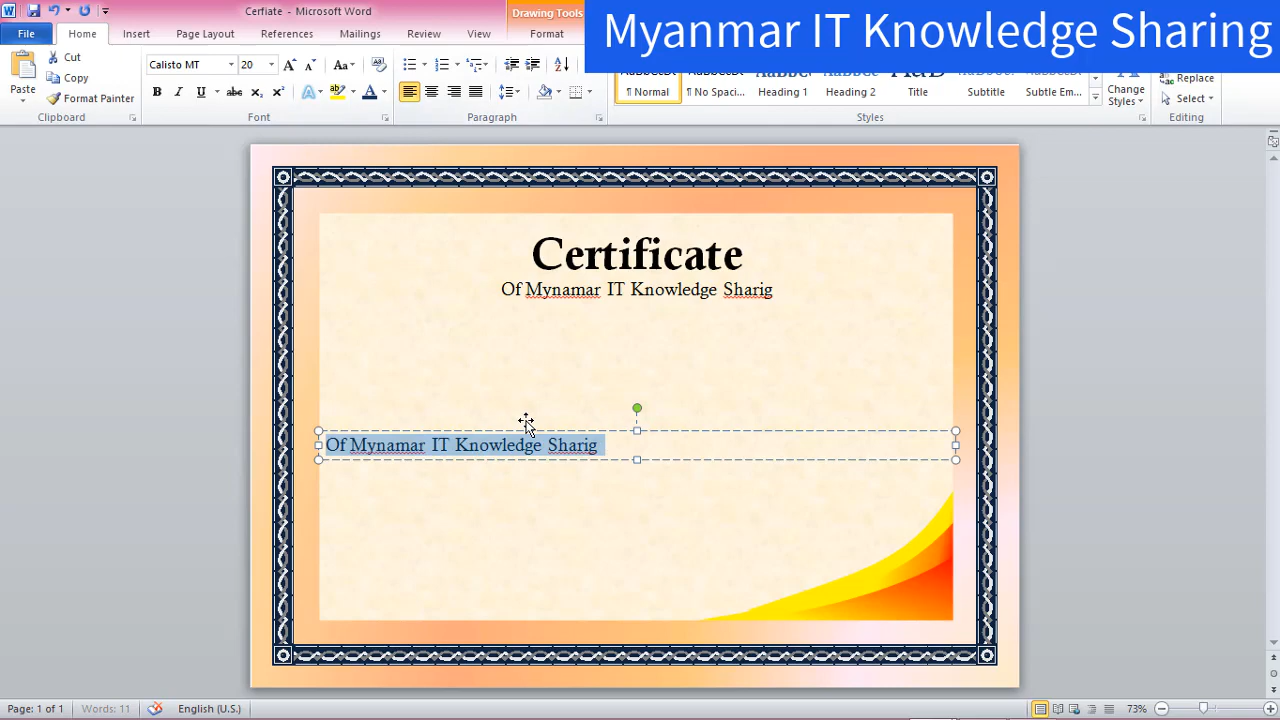 Cerfiate - Microsoft Word
Drawing Tools
Myanmar IT Knowledge Sharing
File Home Insert Page Layout References Mailings Review View Format
Paste
Cut
Copy
Format Painter
Clipboard
Calisto MT 20
Font
Paragraph
¶ Normal ¶ No Spaci... Heading 1 Heading 2 Title Subtitle Subtle Em...
Change Styles
Styles
Replace
Select
Editing
Certificate
Of Mynamar IT Knowledge Sharig
Of Mynamar IT Knowledge Sharig
Page: 1 of 1 Words: 11 English (U.S.) 73%